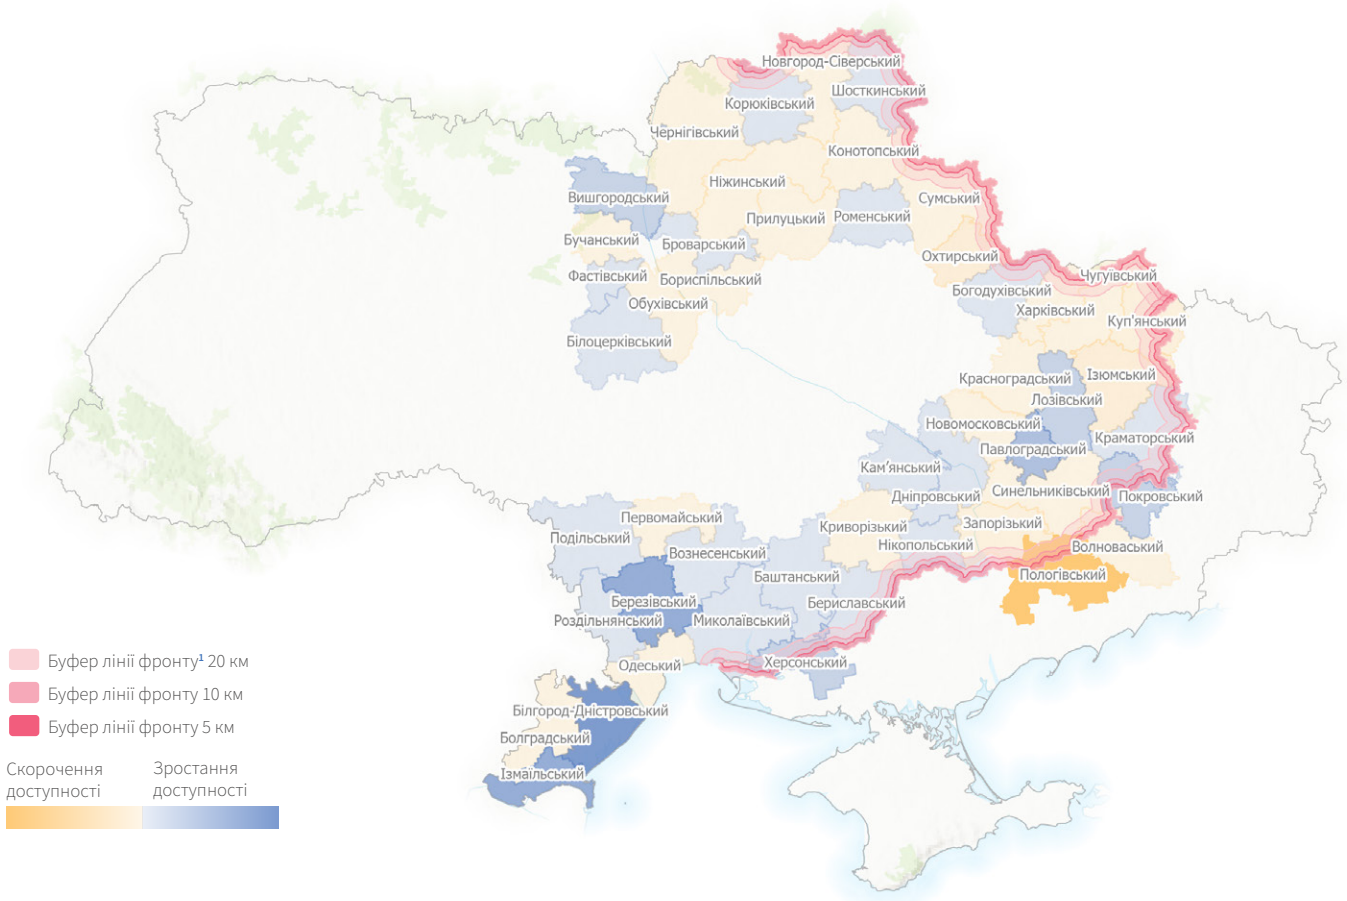 Новгород-Сіверський
Шосткинський
Корюківський
Чернігівський
Конотопський
Ніжинський
Вишгородський
Сумський
Прилуцький
Роменський
Бучанський
Броварський
Охтирський
Фастівський
Бориспільський
Чугуївський
Богодухівський
Обухівський
Харківський
Куп'янський
Білоцерківський
Красноградський
Ізюмський
Лозівський
Новомосковський
Краматорський
Павлоградський
Кам'янський
Дніпровський
Синельниківський
Покровський
Первомайський
Криворізький
Запорізький
Подільський
Нікопольський
Волноваський
Вознесенський
Баштанський
Пологівський
Березівський
Бериславський
Роздільнянський
Миколаївський
Одеський
Херсонський
Білгород-Дністровський
Болградський
Ізмаїльський
Буфер лінії фронту¹ 20 км
Буфер лінії фронту 10 км
Буфер лінії фронту 5 км
Скорочення
доступності
Зростання
доступності